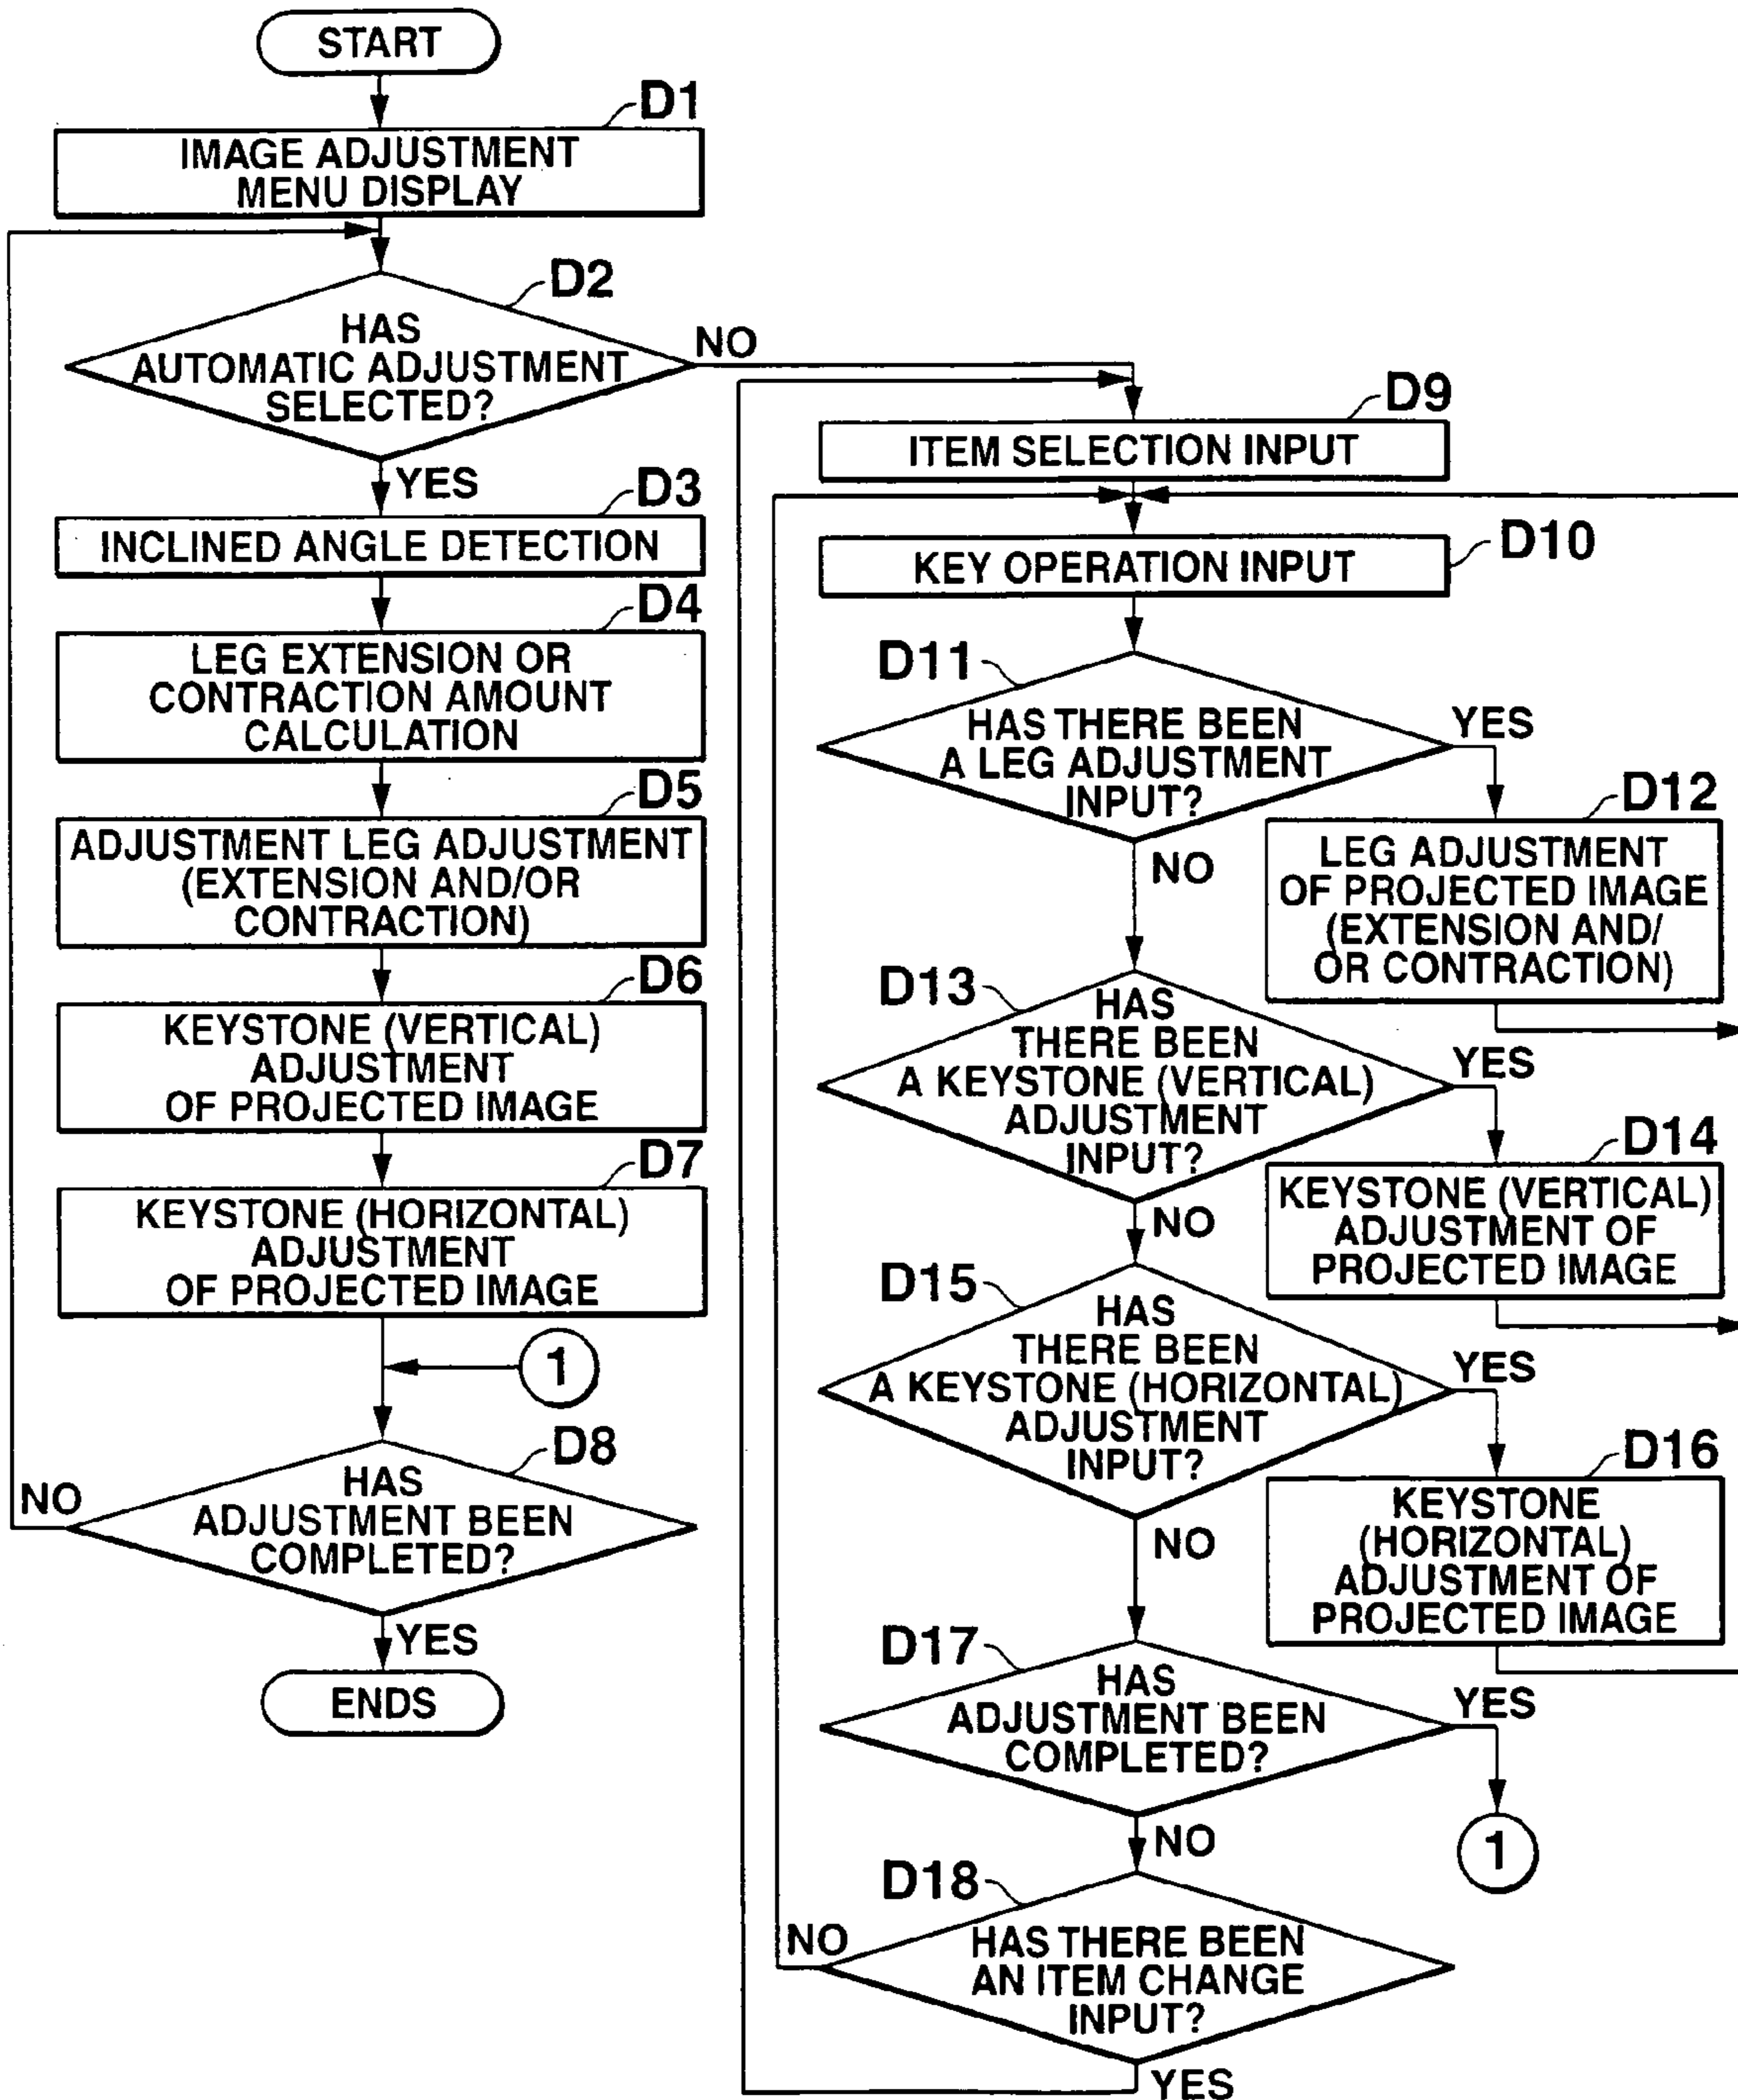 START
D1
IMAGE ADJUSTMENT
MENU DISPLAY
D2
HAS
AUTOMATIC ADJUSTMENT
SELECTED?
NO
YES
D3
INCLINED ANGLE DETECTION
D4
LEG EXTENSION OR
CONTRACTION AMOUNT
CALCULATION
D5
ADJUSTMENT LEG ADJUSTMENT
(EXTENSION AND/OR
CONTRACTION)
D6
KEYSTONE (VERTICAL)
ADJUSTMENT
OF PROJECTED IMAGE
D7
KEYSTONE (HORIZONTAL)
ADJUSTMENT
OF PROJECTED IMAGE
1
D8
HAS
ADJUSTMENT BEEN
COMPLETED?
NO
YES
ENDS
D9
ITEM SELECTION INPUT
D10
KEY OPERATION INPUT
D11
HAS THERE BEEN
A LEG ADJUSTMENT
INPUT?
YES
NO
D12
LEG ADJUSTMENT
OF PROJECTED IMAGE
(EXTENSION AND/
OR CONTRACTION)
D13
HAS
THERE BEEN
A KEYSTONE (VERTICAL)
ADJUSTMENT
INPUT?
YES
NO
D14
KEYSTONE (VERTICAL)
ADJUSTMENT OF
PROJECTED IMAGE
D15
HAS
THERE BEEN
A KEYSTONE (HORIZONTAL)
ADJUSTMENT
INPUT?
YES
NO
D16
KEYSTONE
(HORIZONTAL)
ADJUSTMENT OF
PROJECTED IMAGE
D17
HAS
ADJUSTMENT BEEN
COMPLETED?
YES
NO
1
D18
HAS THERE BEEN
AN ITEM CHANGE
INPUT?
NO
YES